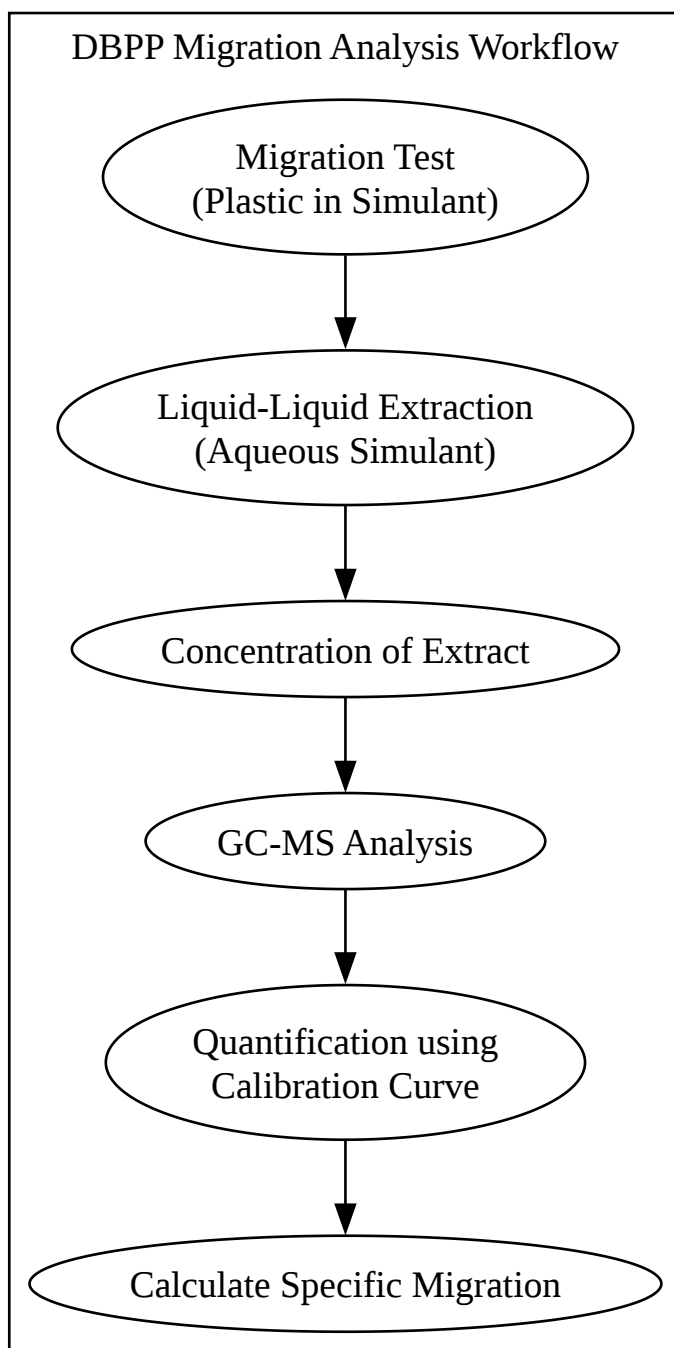 DBPP Migration Analysis Workflow
Migration Test
(Plastic in Simulant)
Liquid-Liquid Extraction
(Aqueous Simulant)
Concentration of Extract
GC-MS Analysis
Quantification using
Calibration Curve
Calculate Specific Migration